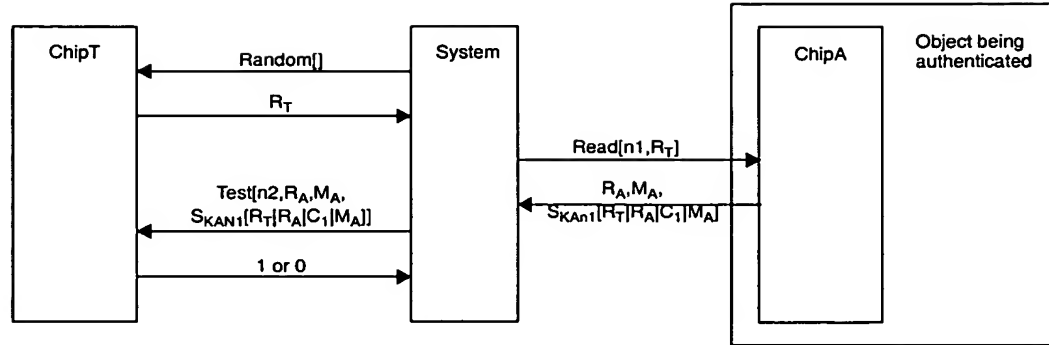 ChipT
System
ChipA
Object being
authenticated
Random[]
R_T
Read[n1,R_T]
R_A,M_A,
S_KAn1[R_T|R_A|C_1|M_A]
Test[n2,R_A,M_A,
S_KAN1[R_T|R_A|C_1|M_A]]
1 or 0